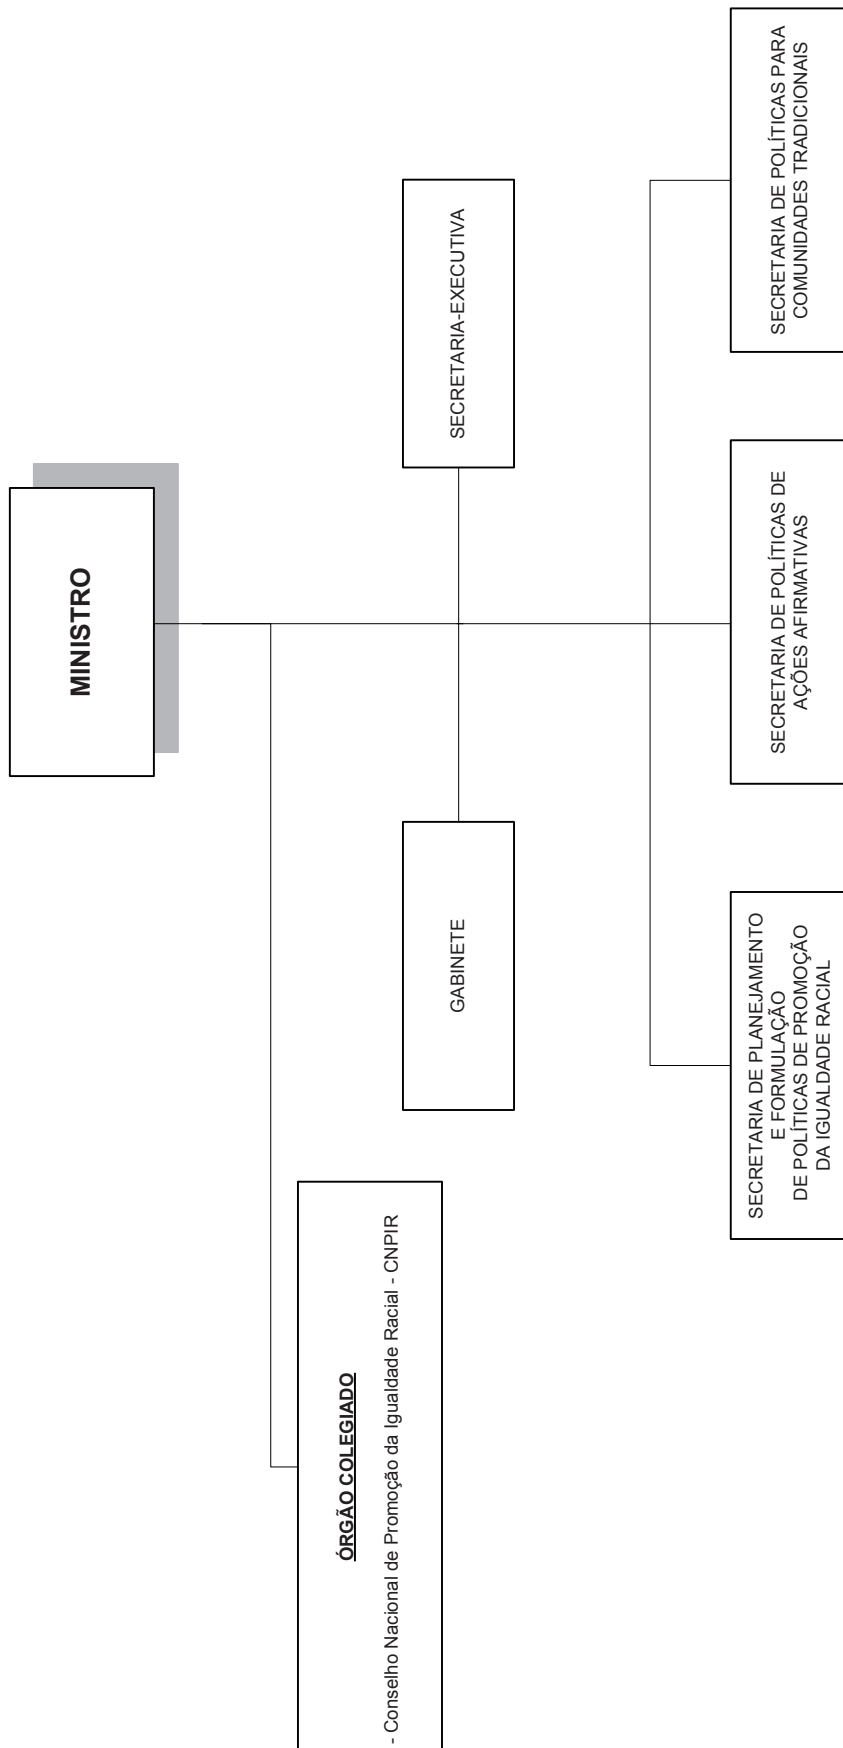 MINISTRO
ÓRGÃO COLEGIADO
- Conselho Nacional de Promoção da Igualdade Racial - CNPIR
GABINETE
SECRETARIA-EXECUTIVA
SECRETARIA DE PLANEJAMENTO
E FORMULAÇÃO
DE POLÍTICAS DE PROMOÇÃO
DA IGUALDADE RACIAL
SECRETARIA DE POLÍTICAS DE
AÇÕES AFIRMATIVAS
SECRETARIA DE POLÍTICAS PARA
COMUNIDADES TRADICIONAIS